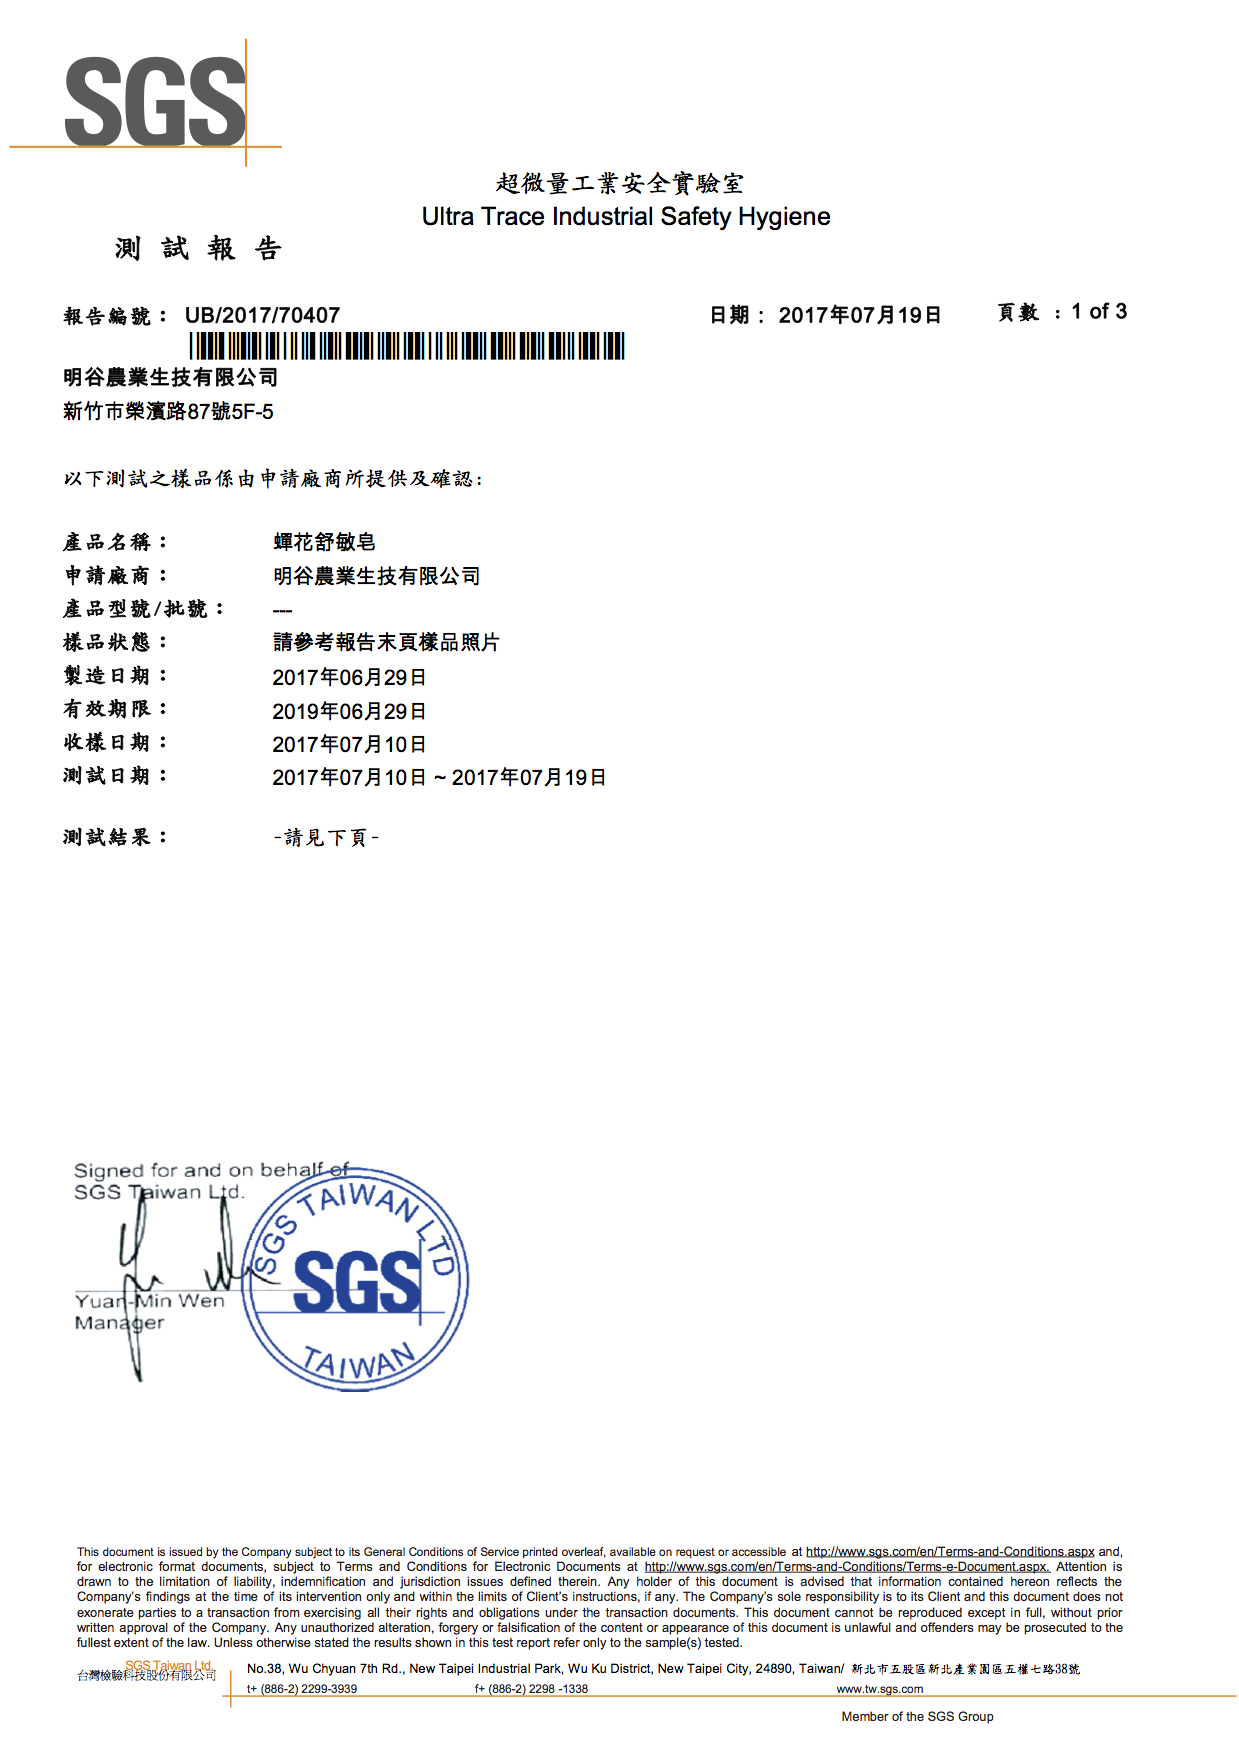 SGS
超微量工業安全實驗室
Ultra Trace Industrial Safety Hygiene
測 試 報 告
報告編號： UB/2017/70407 日期： 2017年07月19日 頁數 ：1 of 3
明谷農業生技有限公司
新竹市榮濱路87號5F-5
以下測試之樣品係由申請廠商所提供及確認:
產品名稱： 蟬花舒敏皂
申請廠商： 明谷農業生技有限公司
產品型號/批號： ---
樣品狀態： 請參考報告末頁樣品照片
製造日期： 2017年06月29日
有效期限： 2019年06月29日
收樣日期： 2017年07月10日
測試日期： 2017年07月10日 ~ 2017年07月19日
測試結果： -請見下頁-
Signed for and on behalf of
SGS Taiwan Ltd.
Yuan-Min Wen
Manager
SGS TAIWAN LTD
SGS
TAIWAN
This document is issued by the Company subject to its General Conditions of Service printed overleaf, available on request or accessible at http://www.sgs.com/en/Terms-and-Conditions.aspx and,
for electronic format documents, subject to Terms and Conditions for Electronic Documents at http://www.sgs.com/en/Terms-and-Conditions/Terms-e-Document.aspx. Attention is
drawn to the limitation of liability, indemnification and jurisdiction issues defined therein. Any holder of this document is advised that information contained hereon reflects the
Company's findings at the time of its intervention only and within the limits of Client's instructions, if any. The Company's sole responsibility is to its Client and this document does not
exonerate parties to a transaction from exercising all their rights and obligations under the transaction documents. This document cannot be reproduced except in full, without prior
written approval of the Company. Any unauthorized alteration, forgery or falsification of the content or appearance of this document is unlawful and offenders may be prosecuted to the
fullest extent of the law. Unless otherwise stated the results shown in this test report refer only to the sample(s) tested.
SGS Taiwan Ltd.
台灣檢驗科技股份有限公司
No.38, Wu Chyuan 7th Rd., New Taipei Industrial Park, Wu Ku District, New Taipei City, 24890, Taiwan/ 新北市五股區新北產業園區五權七路38號
t+ (886-2) 2299-3939 f+ (886-2) 2298 -1338 www.tw.sgs.com
Member of the SGS Group